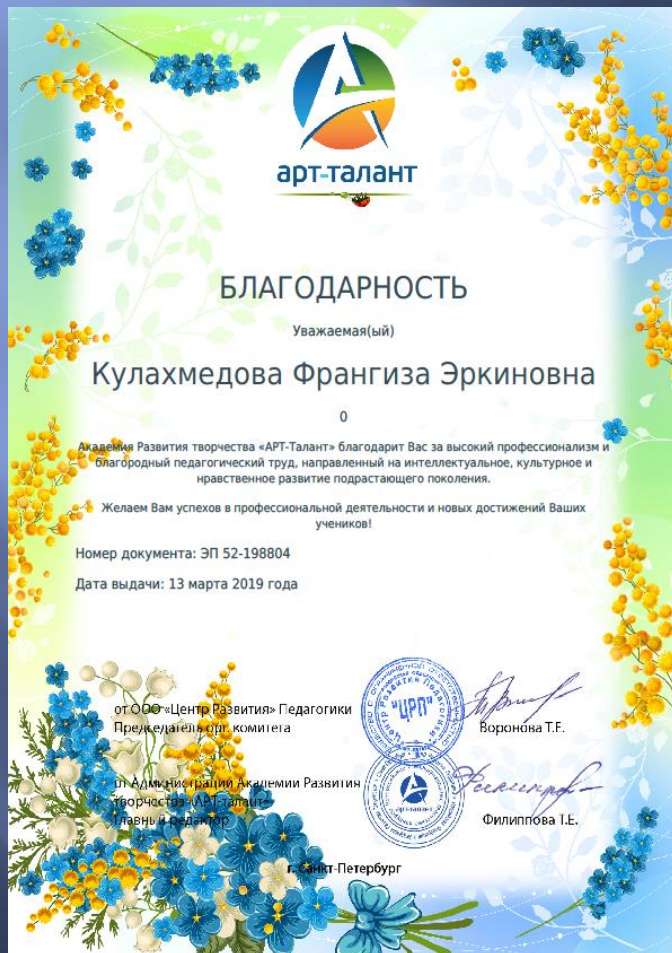 арт-талант
БЛАГОДАРНОСТЬ
Уважаемая(ый)
Кулахмедова Франгиза Эркиновна
0
Академия Развития творчества «АРТ-Талант» благодарит Вас за высокий профессионализм и
благородный педагогический труд, направленный на интеллектуальное, культурное и
нравственное развитие подрастающего поколения.
Желаем Вам успехов в профессиональной деятельности и новых достижений Ваших
учеников!
Номер документа: ЭП 52-198804
Дата выдачи: 13 марта 2019 года
от ООО «Центр Развития» Педагогики
Председатель орг. комитета
"ЦРП"
Воронова Т.Г.
от Администрации Академии Развития
творчества «АРТ-талант»
Главный редактор
арт-талант
Филиппова Т.Е.
г. Санкт-Петербург